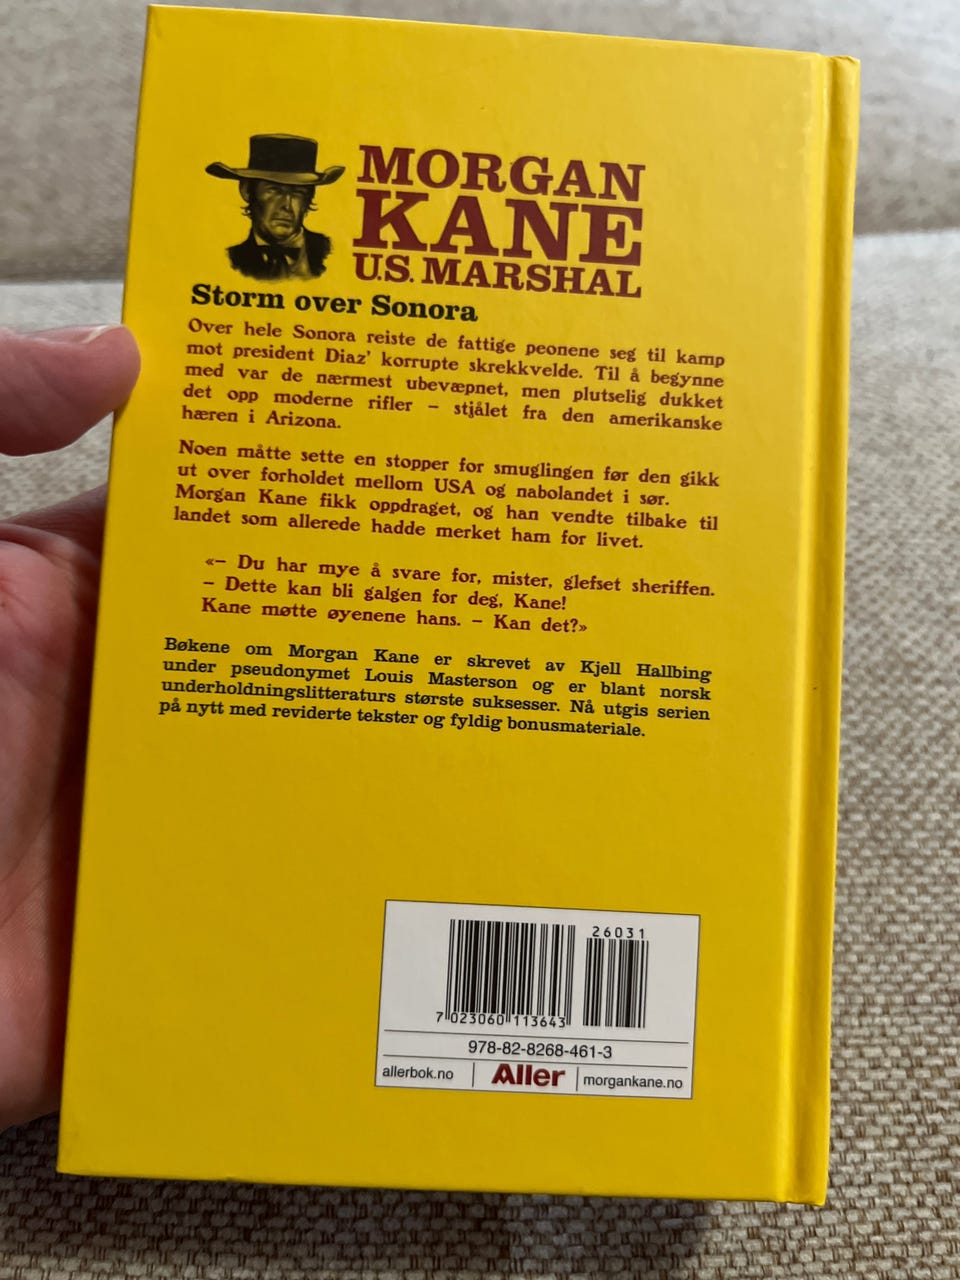 MORGAN
KANE
U.S. MARSHAL
Storm over Sonora
Over hele Sonora reiste de fattige peonene seg til kamp
mot president Diaz' korrupte skrekkvelde. Til å begynne
med var de nærmest ubevæpnet, men plutselig dukket
det opp moderne rifler – stjålet fra den amerikanske
hæren i Arizona.
Noen måtte sette en stopper for smuglingen før den gikk
ut over forholdet mellom USA og nabolandet i sør.
Morgan Kane fikk oppdraget, og han vendte tilbake til
landet som allerede hadde merket ham for livet.
«– Du har mye å svare for, mister, glefset sheriffen.
– Dette kan bli galgen for deg, Kane!
Kane møtte øyenene hans. – Kan det?»
Bøkene om Morgan Kane er skrevet av Kjell Hallbing
under pseudonymet Louis Masterson og er blant norsk
underholdningslitteraturs største suksesser. Nå utgis serien
på nytt med reviderte tekster og fyldig bonusmateriale.
26031
7 023060 113643
978-82-8268-461-3
allerbok.no | Aller | morgankane.no